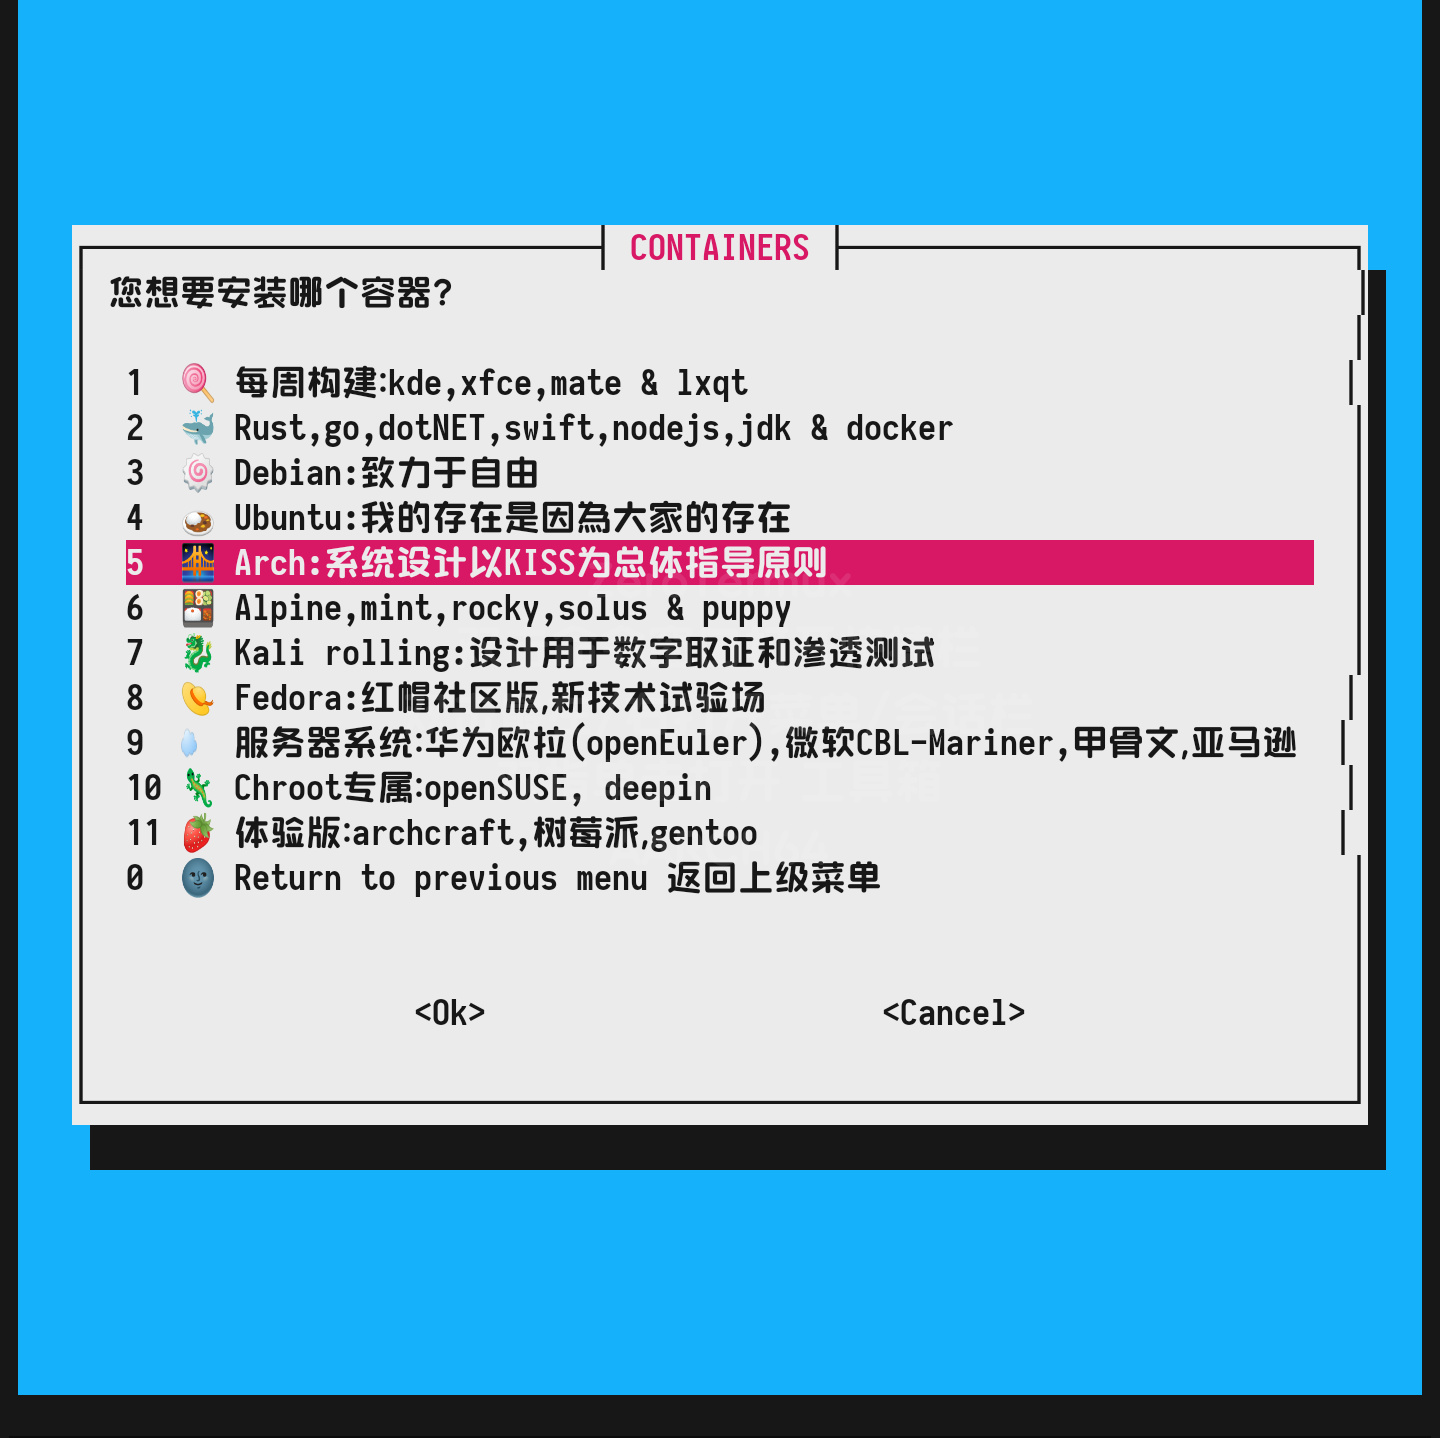 CONTAINERS
您想要安装哪个容器?
1 🍭 每周构建:kde,xfce,mate & lxqt
2 🐳 Rust,go,dotNET,swift,nodejs,jdk & docker
3 🍥 Debian:致力于自由
4 🍛 Ubuntu:我的存在是因為大家的存在
5 🌉 Arch:系统设计以KISS为总体指导原则
6 🍱 Alpine,mint,rocky,solus & puppy
7 🐉 Kali rolling:设计用于数字取证和渗透测试
8 Fedora:红帽社区版,新技术试验场
9 服务器系统:华为欧拉(openEuler),微软CBL-Mariner,甲骨文,亚马逊
10 🦎 Chroot专属:openSUSE, deepin
11 🍓 体验版:archcraft,树莓派,gentoo
0 🌚 Return to previous menu 返回上级菜单
<Ok> <Cancel>